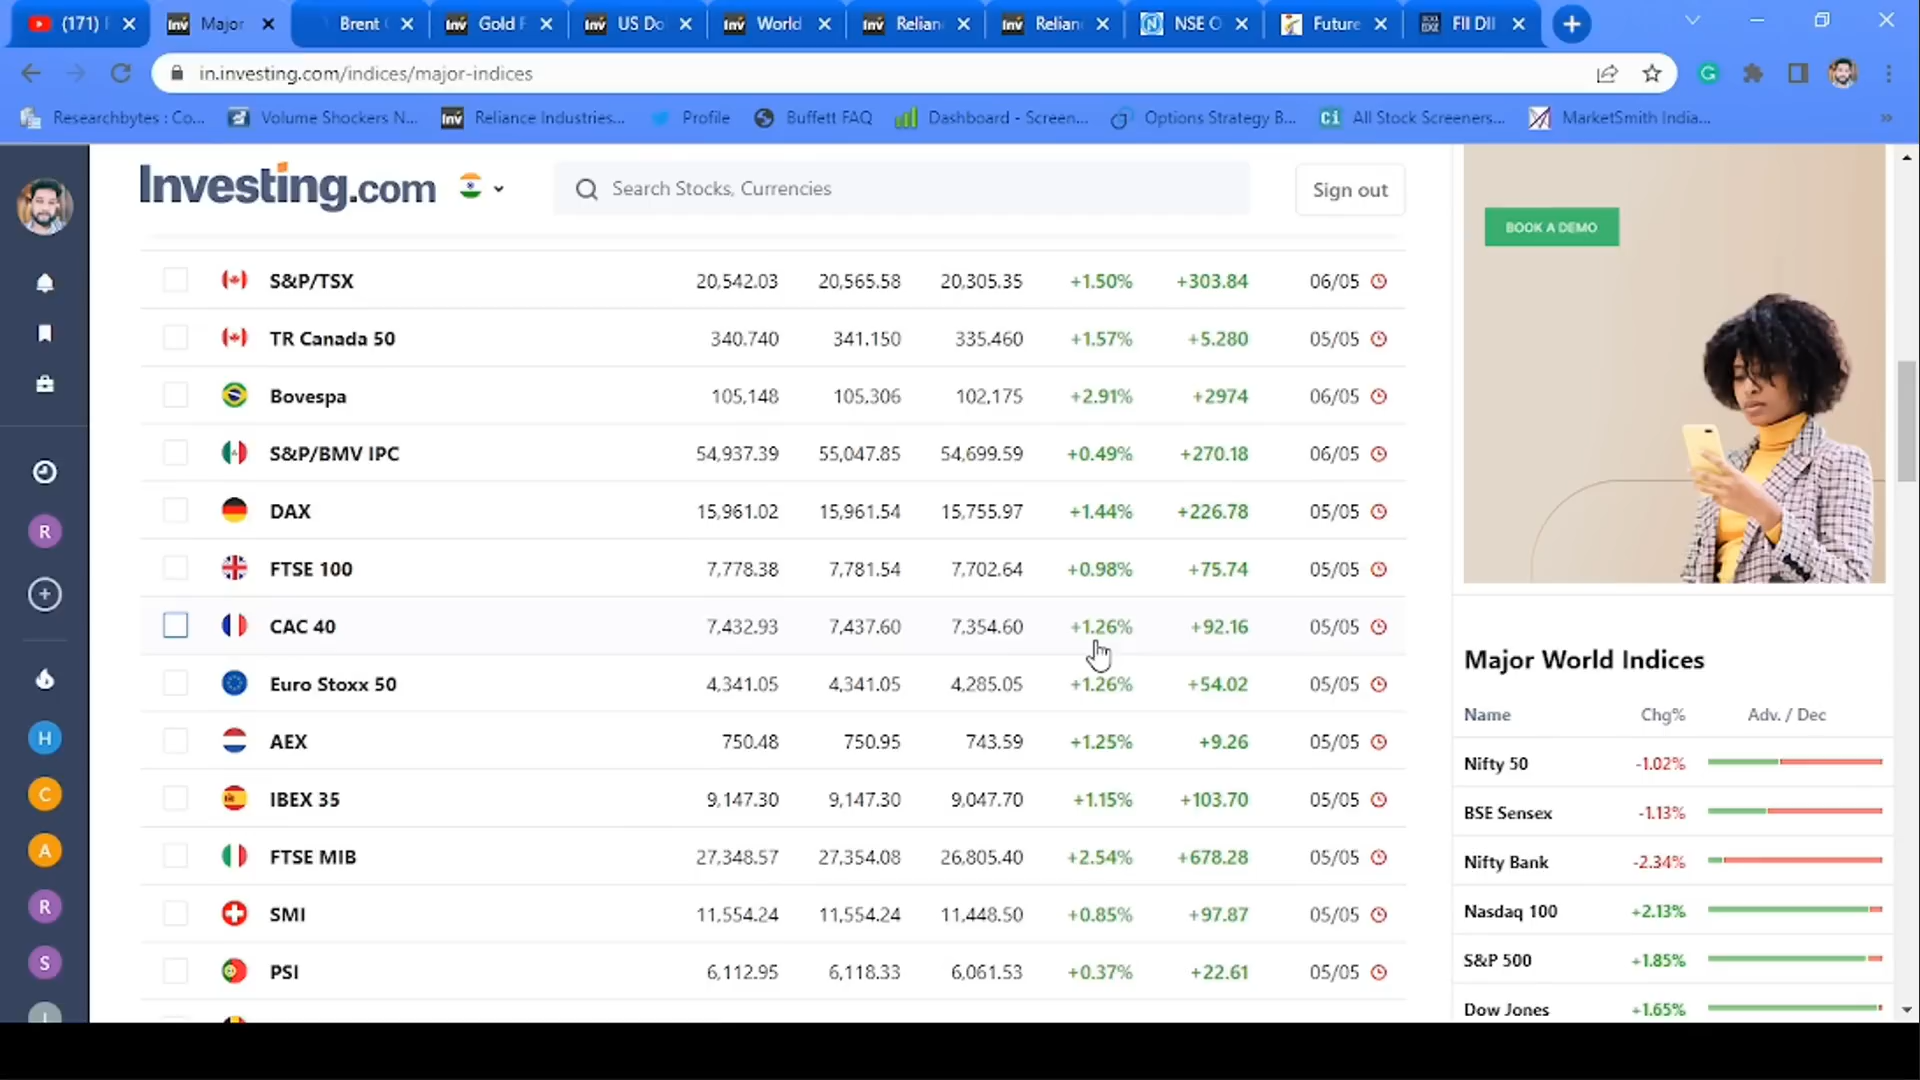 (171)
Major
Brent
Gold F
US Do
World
Relian
Relian
NSE O
Future
FII DII
in.investing.com/indices/major-indices
Researchbytes : Co...
Volume Shockers N...
Inv
Reliance Industries...
Profile
Buffett FAQ
Dashboard - Screen...
Options Strategy B...
Ci
All Stock Screeners...
MarketSmith India...
Investing.com
Search Stocks, Currencies
Sign out
BOOK A DEMO
S&P/TSX 20,542.03 20,565.58 20,305.35 +1.50% +303.84 06/05
TR Canada 50 340.740 341.150 335.460 +1.57% +5.280 05/05
Bovespa 105,148 105,306 102,175 +2.91% +2974 06/05
S&P/BMV IPC 54,937.39 55,047.85 54,699.59 +0.49% +270.18 06/05
DAX 15,961.02 15,961.54 15,755.97 +1.44% +226.78 05/05
FTSE 100 7,778.38 7,781.54 7,702.64 +0.98% +75.74 05/05
CAC 40 7,432.93 7,437.60 7,354.60 +1.26% +92.16 05/05
Euro Stoxx 50 4,341.05 4,341.05 4,285.05 +1.26% +54.02 05/05
AEX 750.48 750.95 743.59 +1.25% +9.26 05/05
IBEX 35 9,147.30 9,147.30 9,047.70 +1.15% +103.70 05/05
FTSE MIB 27,348.57 27,354.08 26,805.40 +2.54% +678.28 05/05
SMI 11,554.24 11,554.24 11,448.50 +0.85% +97.87 05/05
PSI 6,112.95 6,118.33 6,061.53 +0.37% +22.61 05/05
R
H
C
A
R
S
Major World Indices
Name Chg% Adv. / Dec
Nifty 50 -1.02%
BSE Sensex -1.13%
Nifty Bank -2.34%
Nasdaq 100 +2.13%
S&P 500 +1.85%
Dow Jones +1.65%